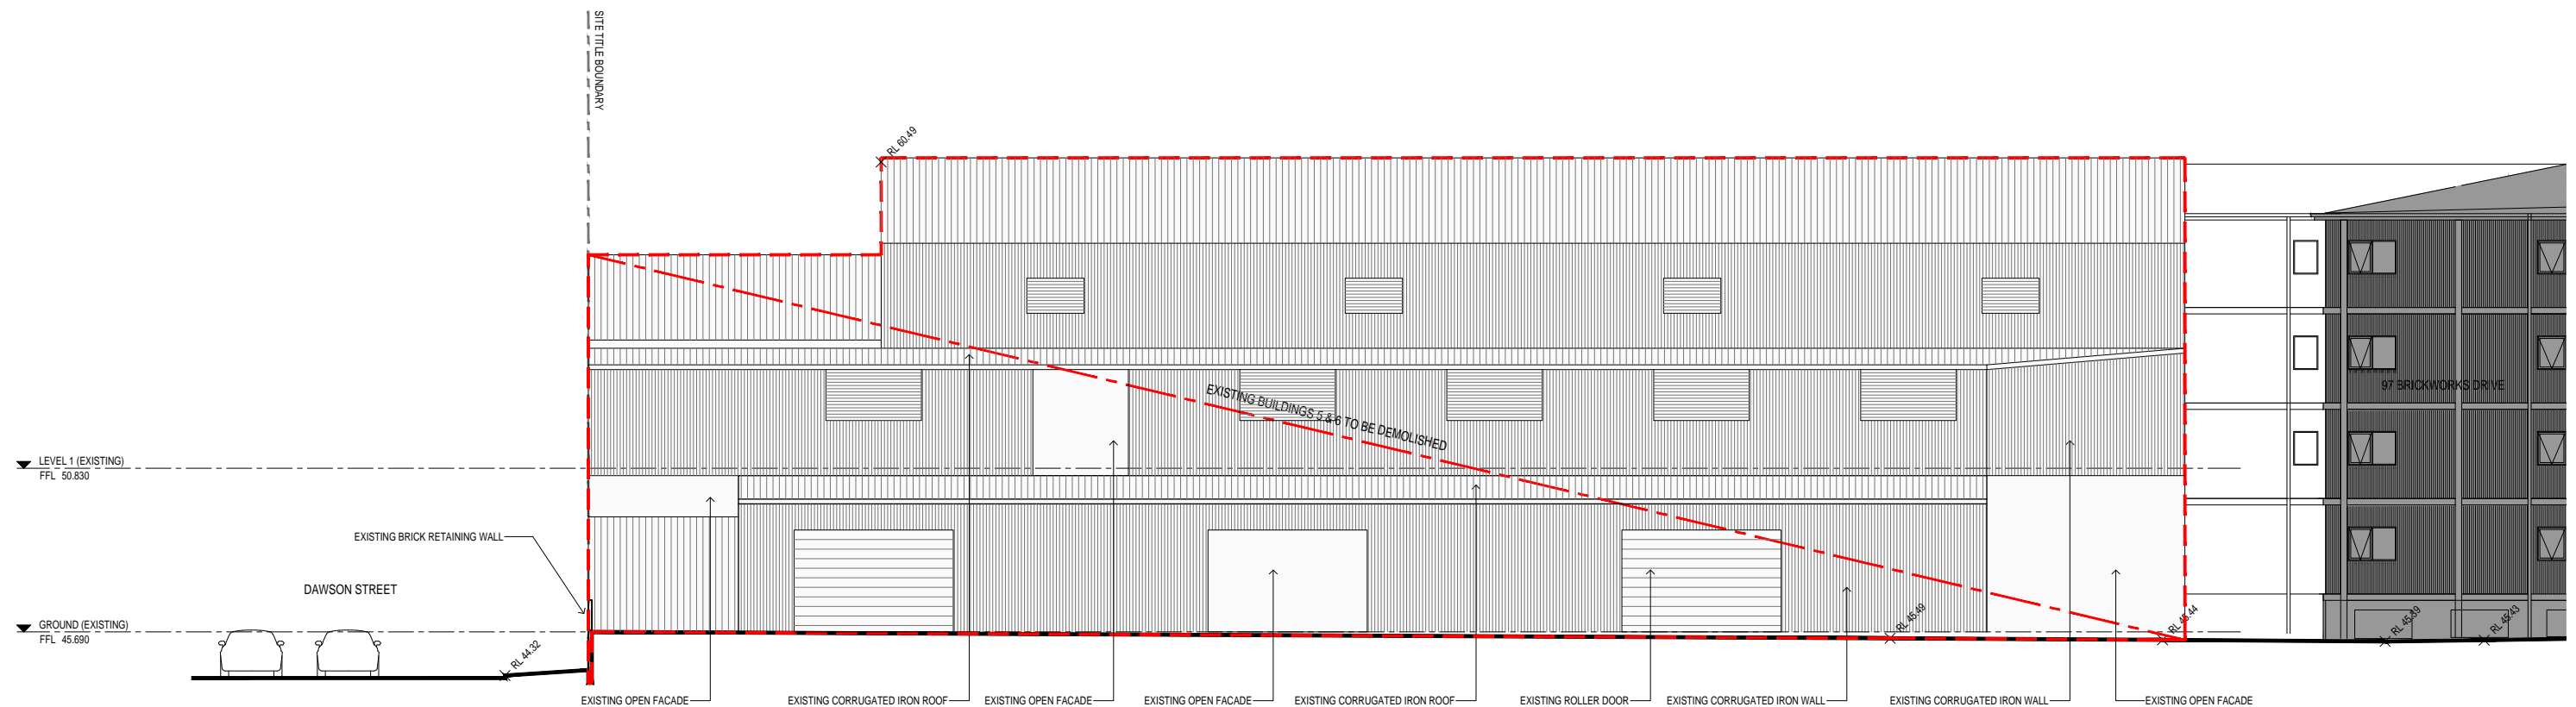 SITE TITLE BOUNDARY
RL 60.49
97 BRICKWORKS DRIVE
EXISTING BUILDINGS 5 & 6 TO BE DEMOLISHED
LEVEL 1 (EXISTING)
FFL 50.830
EXISTING BRICK RETAINING WALL
DAWSON STREET
GROUND (EXISTING)
FFL 45.690
RL 44.32
RL 45.49
RL 45.44
RL 45.43
EXISTING OPEN FACADE
EXISTING CORRUGATED IRON ROOF
EXISTING OPEN FACADE
EXISTING OPEN FACADE
EXISTING CORRUGATED IRON ROOF
EXISTING ROLLER DOOR
EXISTING CORRUGATED IRON WALL
EXISTING CORRUGATED IRON WALL
EXISTING OPEN FACADE